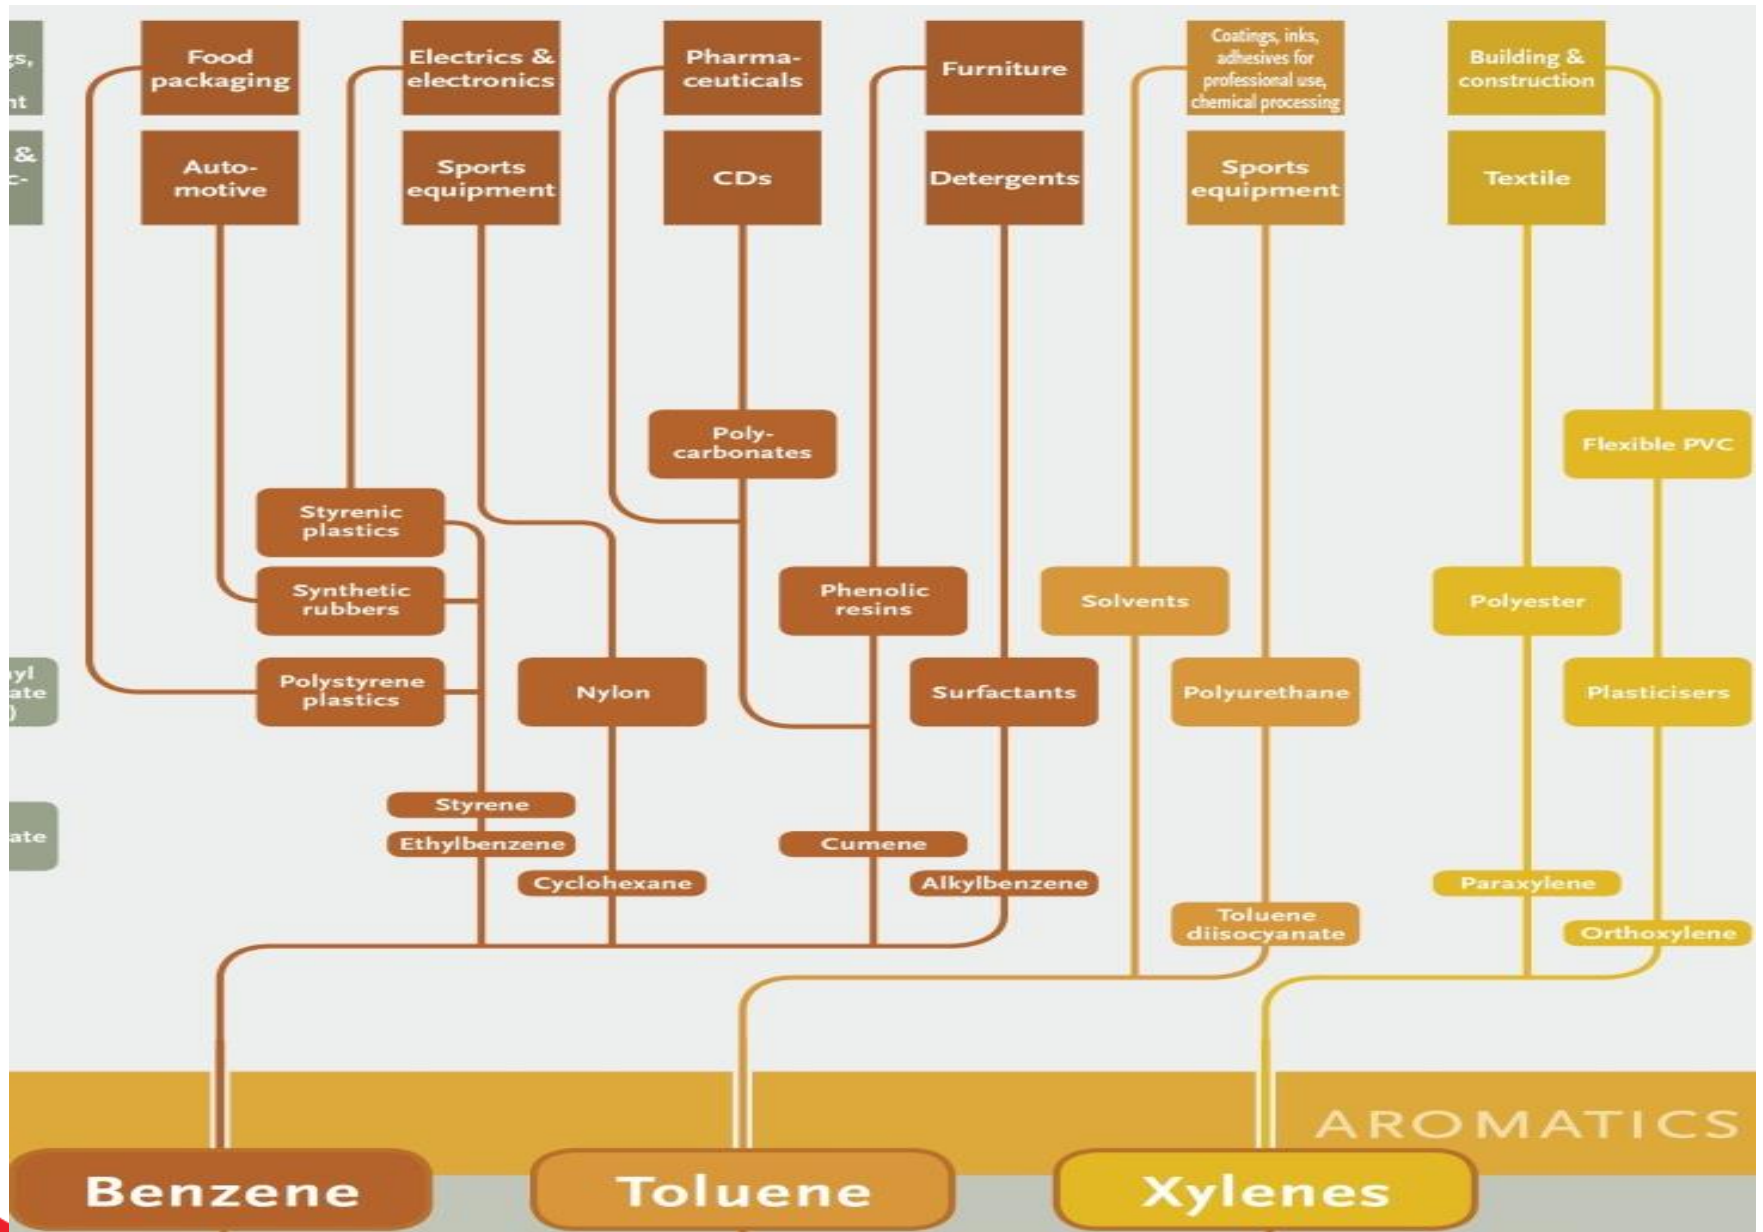 Food
packaging
Electrics &
electronics
Pharma-
ceuticals
Furniture
Coatings, inks,
adhesives for
professional use,
chemical processing
Building &
construction
Auto-
motive
Sports
equipment
CDs
Detergents
Sports
equipment
Textile
Poly-
carbonates
Flexible PVC
Styrenic
plastics
Synthetic
rubbers
Phenolic
resins
Solvents
Polyester
Polystyrene
plastics
Nylon
Surfactants
Polyurethane
Plasticisers
Styrene
Ethylbenzene
Cumene
Cyclohexane
Alkylbenzene
Paraxylene
Toluene
diisocyanate
Orthoxylene
AROMATICS
Benzene
Toluene
Xylenes